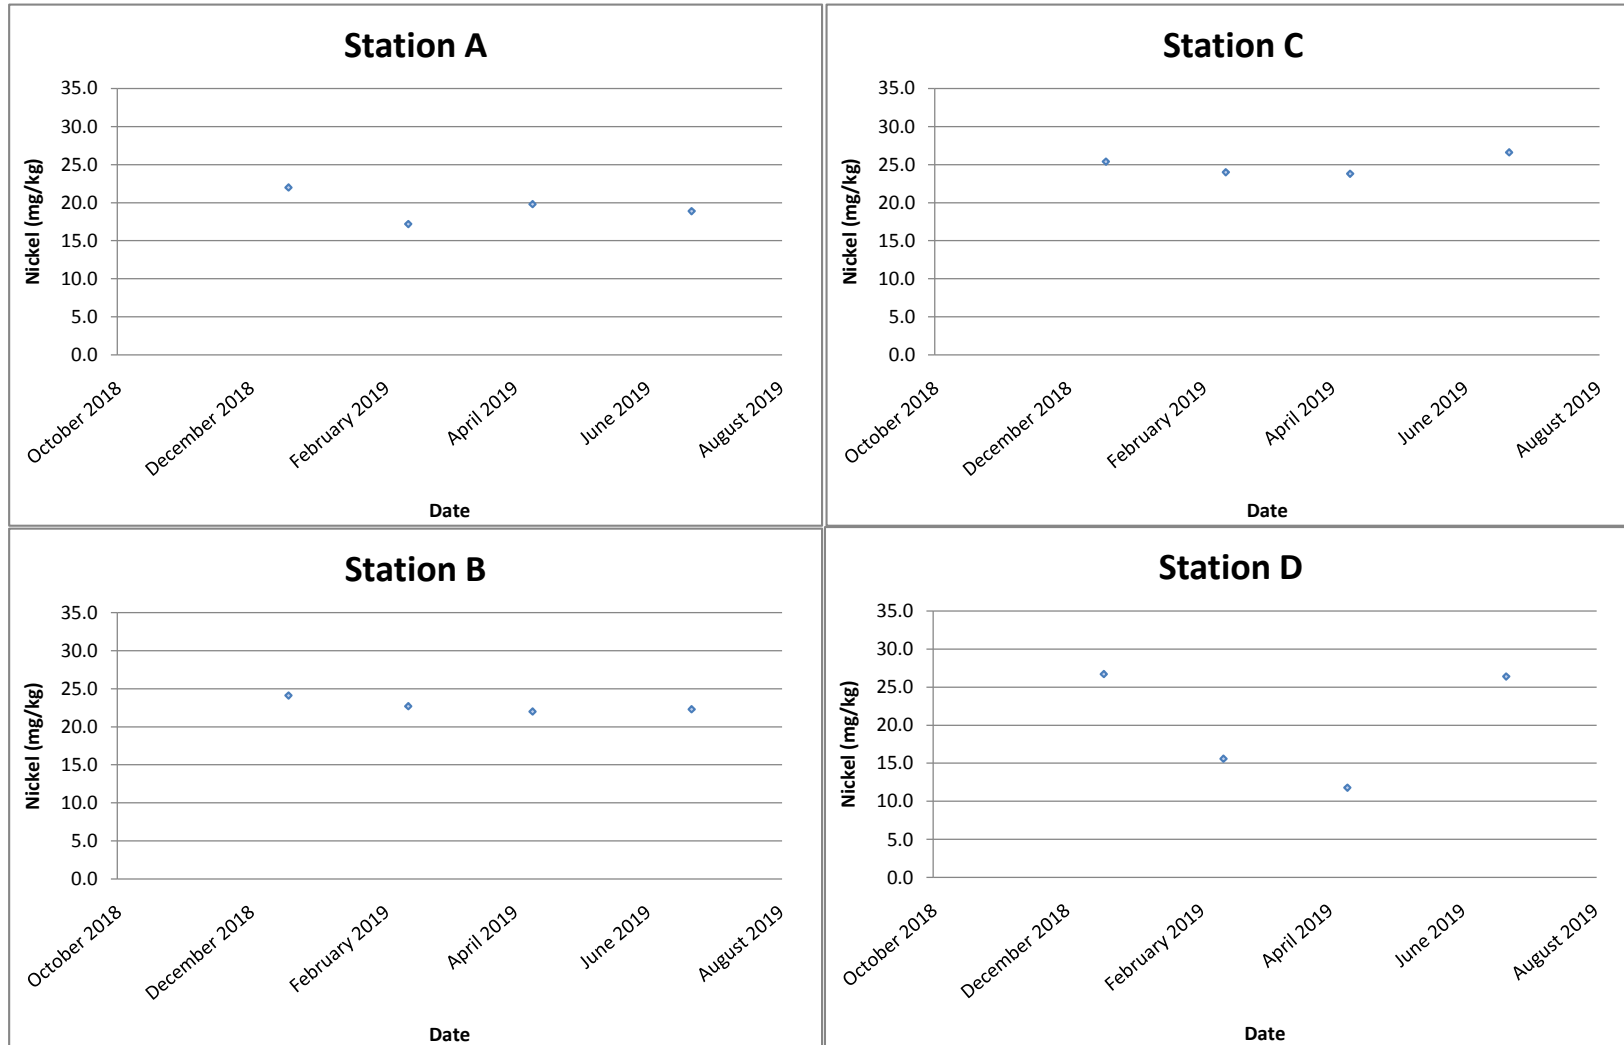 Station A
35.0
30.0
25.0
20.0
15.0
10.0
5.0
0.0
Nickel (mg/kg)
October 2018
December 2018
February 2019
April 2019
June 2019
August 2019
Date
Station C
35.0
30.0
25.0
20.0
15.0
10.0
5.0
0.0
Nickel (mg/kg)
October 2018
December 2018
February 2019
April 2019
June 2019
August 2019
Date
Station B
35.0
30.0
25.0
20.0
15.0
10.0
5.0
0.0
Nickel (mg/kg)
October 2018
December 2018
February 2019
April 2019
June 2019
August 2019
Date
Station D
35.0
30.0
25.0
20.0
15.0
10.0
5.0
0.0
Nickel (mg/kg)
October 2018
December 2018
February 2019
April 2019
June 2019
August 2019
Date